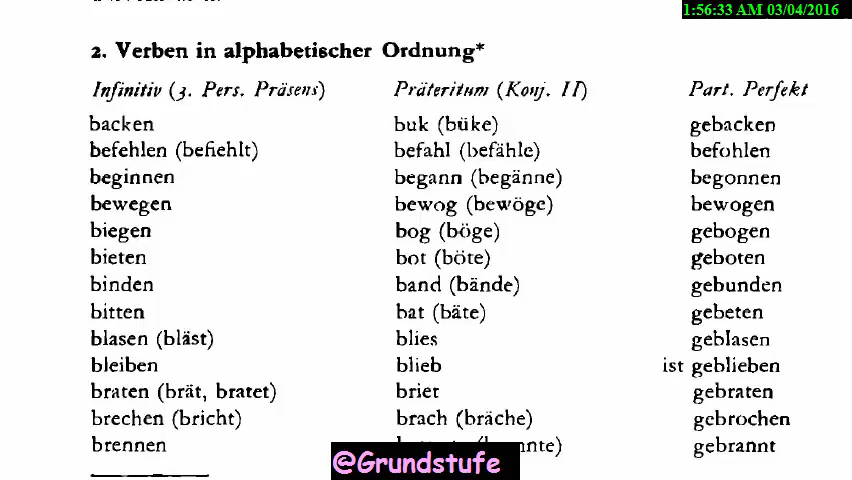 1:56:33 AM 03/04/2016
2. Verben in alphabetischer Ordnung*
Infinitiv (3. Pers. Präsens) Präteritum (Konj. II) Part. Perfekt
backen buk (büke) gebacken
befehlen (befiehlt) befahl (befähle) befohlen
beginnen begann (begänne) begonnen
bewegen bewog (bewöge) bewogen
biegen bog (böge) gebogen
bieten bot (böte) geboten
binden band (bände) gebunden
bitten bat (bäte) gebeten
blasen (bläst) blies geblasen
bleiben blieb ist geblieben
braten (brät, bratet) briet gebraten
brechen (bricht) brach (bräche) gebrochen
brennen gebrannt
@Grundstufe